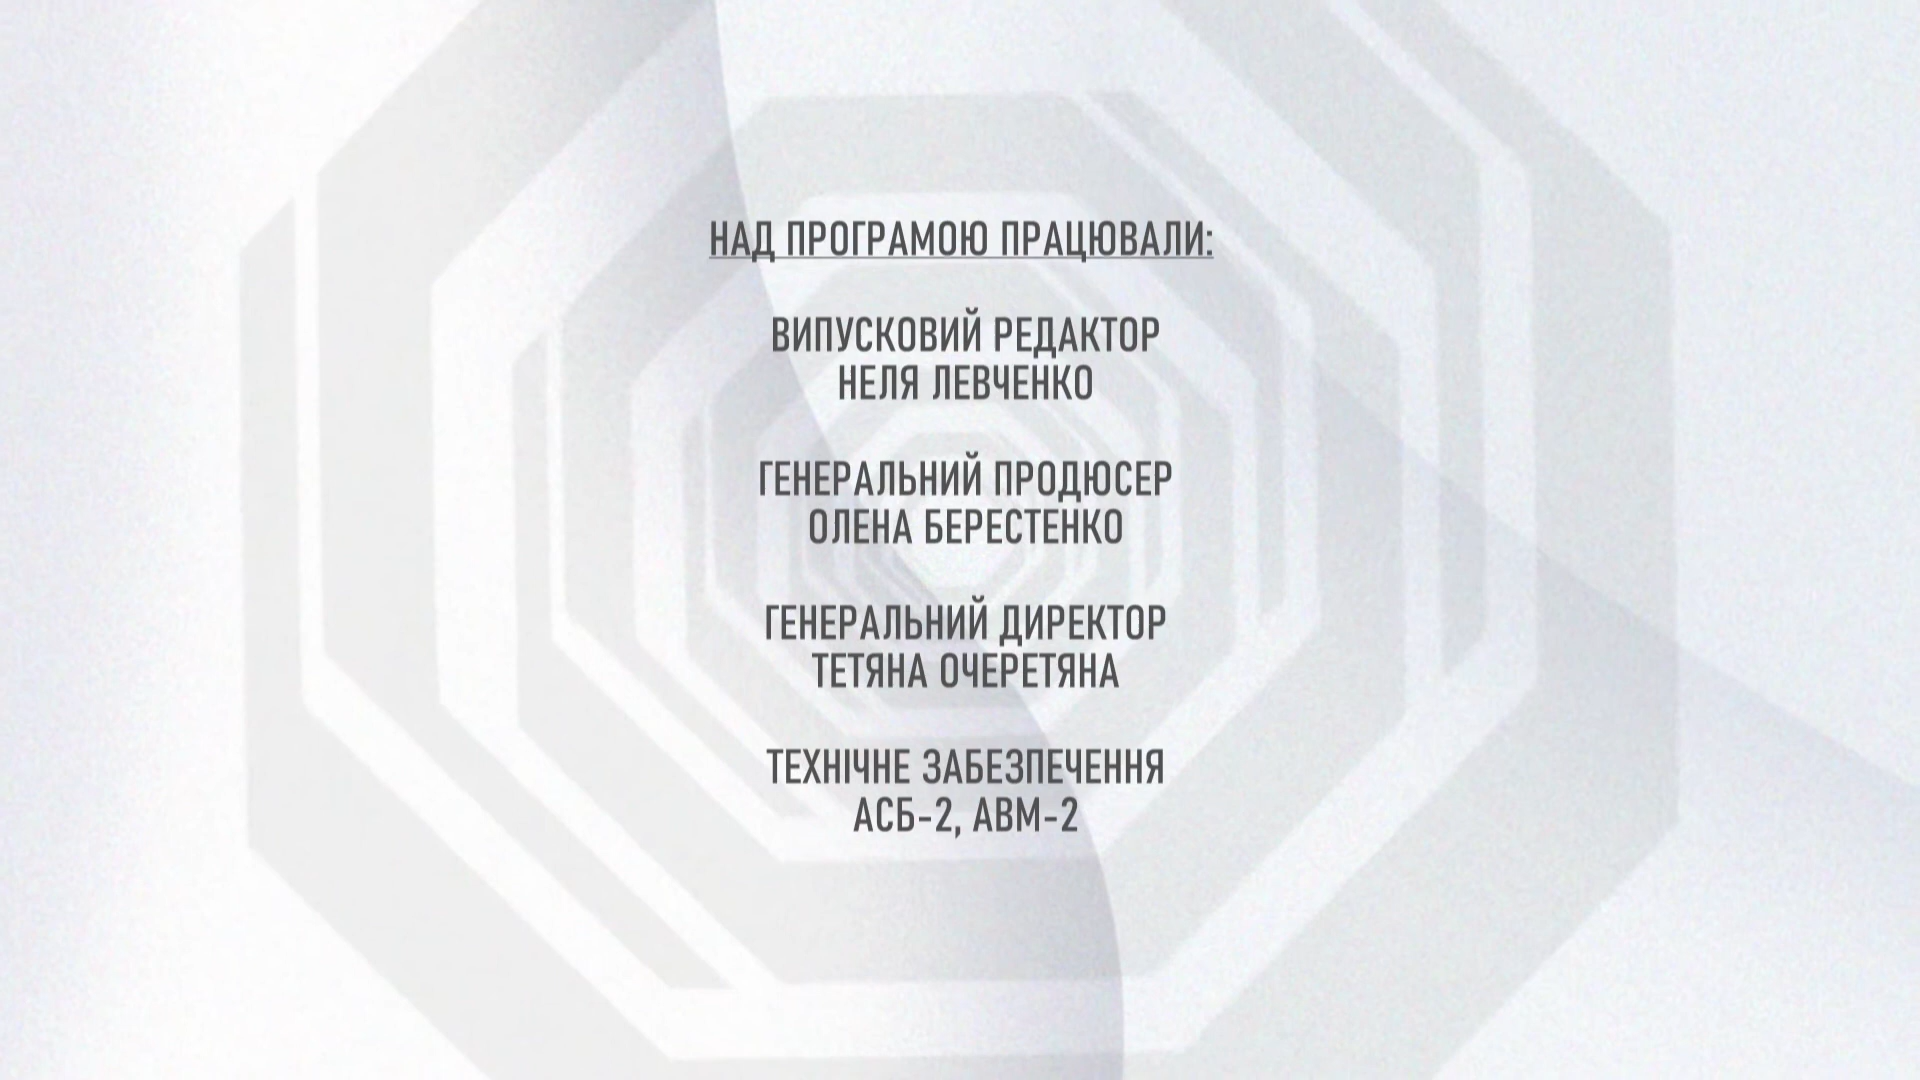 НАД ПРОГРАМОЮ ПРАЦЮВАЛИ:
ВИПУСКОВИЙ РЕДАКТОР
НЕЛЯ ЛЕВЧЕНКО
ГЕНЕРАЛЬНИЙ ПРОДЮСЕР
ОЛЕНА БЕРЕСТЕНКО
ГЕНЕРАЛЬНИЙ ДИРЕКТОР
ТЕТЯНА ОЧЕРЕТЯНА
ТЕХНІЧНЕ ЗАБЕЗПЕЧЕННЯ
АСБ-2, АВМ-2